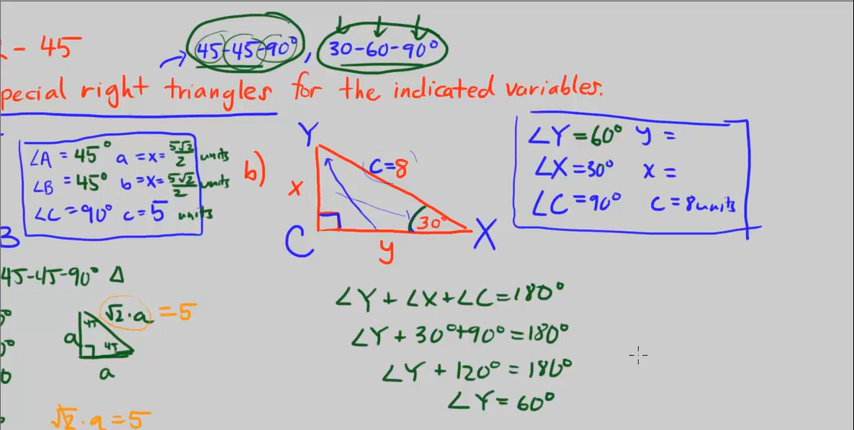 - 45
45-45-90°, 30-60-90°
pecial right triangles for the indicated variables.
∠A = 45° a = x = 5√2/2 units
∠B = 45° b = x = 5√2/2 units
∠C = 90° c = 5 units
B
b)
Y
C=8
x
30°
C
X
y
∠Y = 60° y =
∠X = 30° x =
∠C = 90° C = 8 units
45-45-90° Δ
√2·a = 5
45
a
45
a
√2·a = 5
∠Y + ∠X + ∠C = 180°
∠Y + 30° + 90° = 180°
∠Y + 120° = 180°
∠Y = 60°